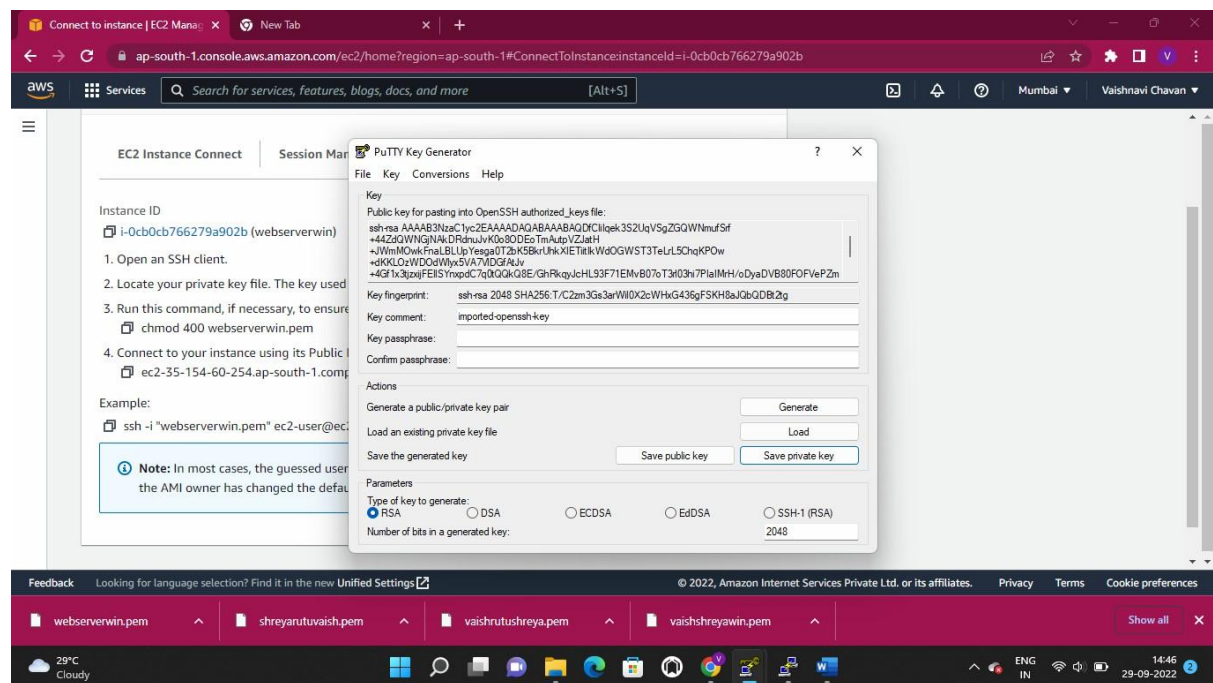 Connect to instance | EC2 Manag
New Tab
ap-south-1.console.aws.amazon.com/ec2/home?region=ap-south-1#ConnectToInstance:instanceId=i-0cb0cb766279a902b
V
aws
Services
Search for services, features, blogs, docs, and more
[Alt+S]
Mumbai
Vaishnavi Chavan
EC2 Instance Connect
Session Man
Instance ID
i-0cb0cb766279a902b (webserverwin)
1. Open an SSH client.
2. Locate your private key file. The key used
3. Run this command, if necessary, to ensure
chmod 400 webserverwin.pem
4. Connect to your instance using its Public
ec2-35-154-60-254.ap-south-1.comp
Example:
ssh -i "webserverwin.pem" ec2-user@ec2
Note: In most cases, the guessed user
the AMI owner has changed the defau
PuTTY Key Generator
File Key Conversions Help
Key
Public key for pasting into OpenSSH authorized_keys file:
ssh-rsa
Key fingerprint:
ssh-rsa 2048
Key comment:
imported-openssh-key
Key passphrase:
Confirm passphrase:
Actions
Generate a public/private key pair
Generate
Load an existing private key file
Load
Save the generated key
Save public key
Save private key
Parameters
Type of key to generate:
RSA
DSA
ECDSA
EdDSA
SSH-1 (RSA)
Number of bits in a generated key:
2048
Feedback
Looking for language selection? Find it in the new Unified Settings
© 2022, Amazon Internet Services Private Ltd. or its affiliates.
Privacy
Terms
Cookie preferences
webserverwin.pem
shreyarutuvaish.pem
vaishrutushreya.pem
vaishshreyawin.pem
Show all
29°C
Cloudy
ENG
IN
14:46
29-09-2022
2